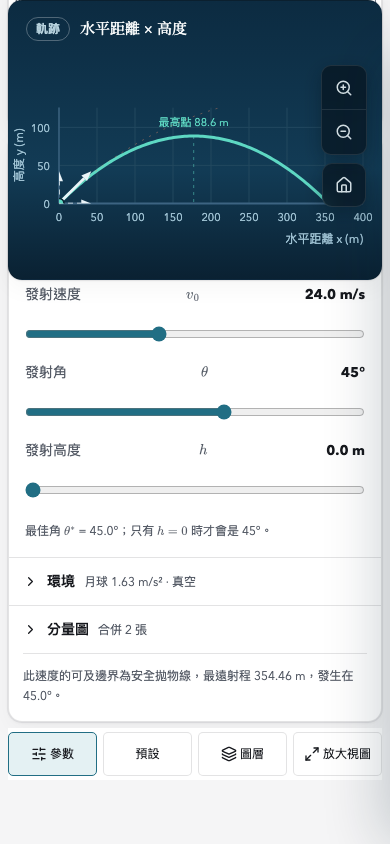 軌跡 水平距離 × 高度
最高點 88.6 m
高度 y (m)
100
50
0
0 50 100 150 200 250 300 350 400
水平距離 x (m)
發射速度 v₀ 24.0 m/s
發射角 θ 45°
發射高度 h 0.0 m
最佳角 θ* = 45.0°；只有 h = 0 時才會是 45°。
環境 月球 1.63 m/s² · 真空
分量圖 合併 2 張
此速度的可及邊界為安全拋物線，最遠射程 354.46 m，發生在
45.0°。
參數 預設 圖層 放大視圖